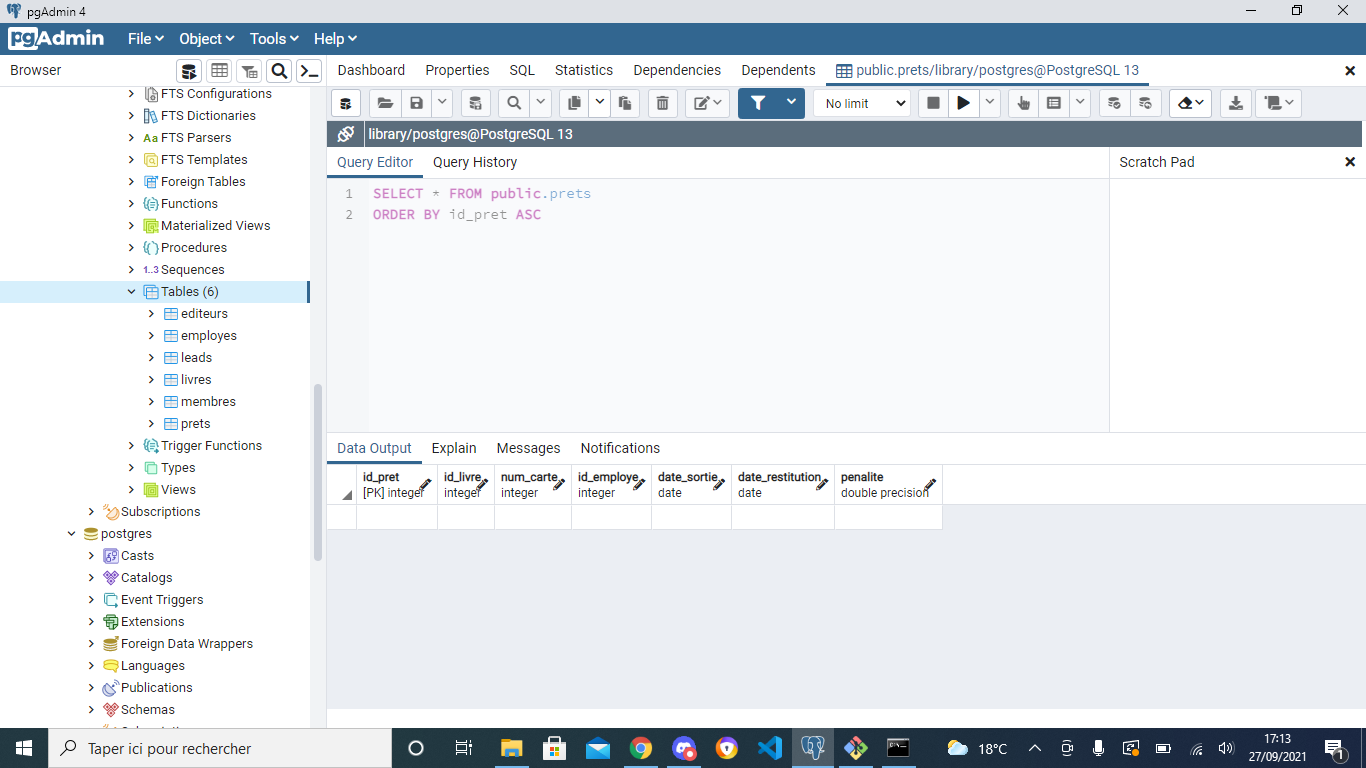 pgAdmin 4
pgAdmin File Object Tools Help
Browser
Dashboard Properties SQL Statistics Dependencies Dependents public.prets/library/postgres@PostgreSQL 13
FTS Configurations
FTS Dictionaries
Aa FTS Parsers
FTS Templates
Foreign Tables
Functions
Materialized Views
Procedures
1..3 Sequences
Tables (6)
editeurs
employes
leads
livres
membres
prets
Trigger Functions
Types
Views
Subscriptions
postgres
Casts
Catalogs
Event Triggers
Extensions
Foreign Data Wrappers
Languages
Publications
Schemas
No limit
library/postgres@PostgreSQL 13
Query Editor Query History
Scratch Pad
1 SELECT * FROM public.prets
2 ORDER BY id_pret ASC
Data Output Explain Messages Notifications
id_pret id_livre num_carte id_employe date_sortie date_restitution penalite
[PK] integer integer integer integer date date double precision
Taper ici pour rechercher
18°C
17:13
27/09/2021
1